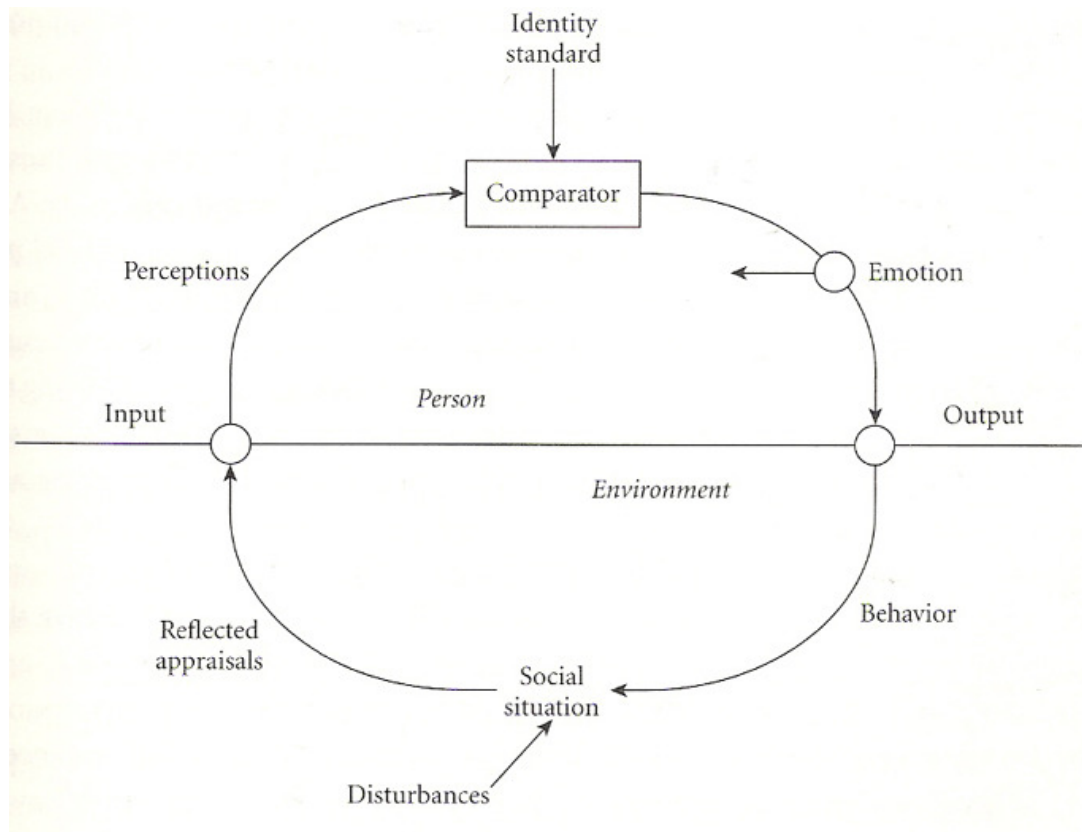 Identity
standard
Comparator
Perceptions
Emotion
Person
Input
Output
Environment
Behavior
Reflected
appraisals
Social
situation
Disturbances